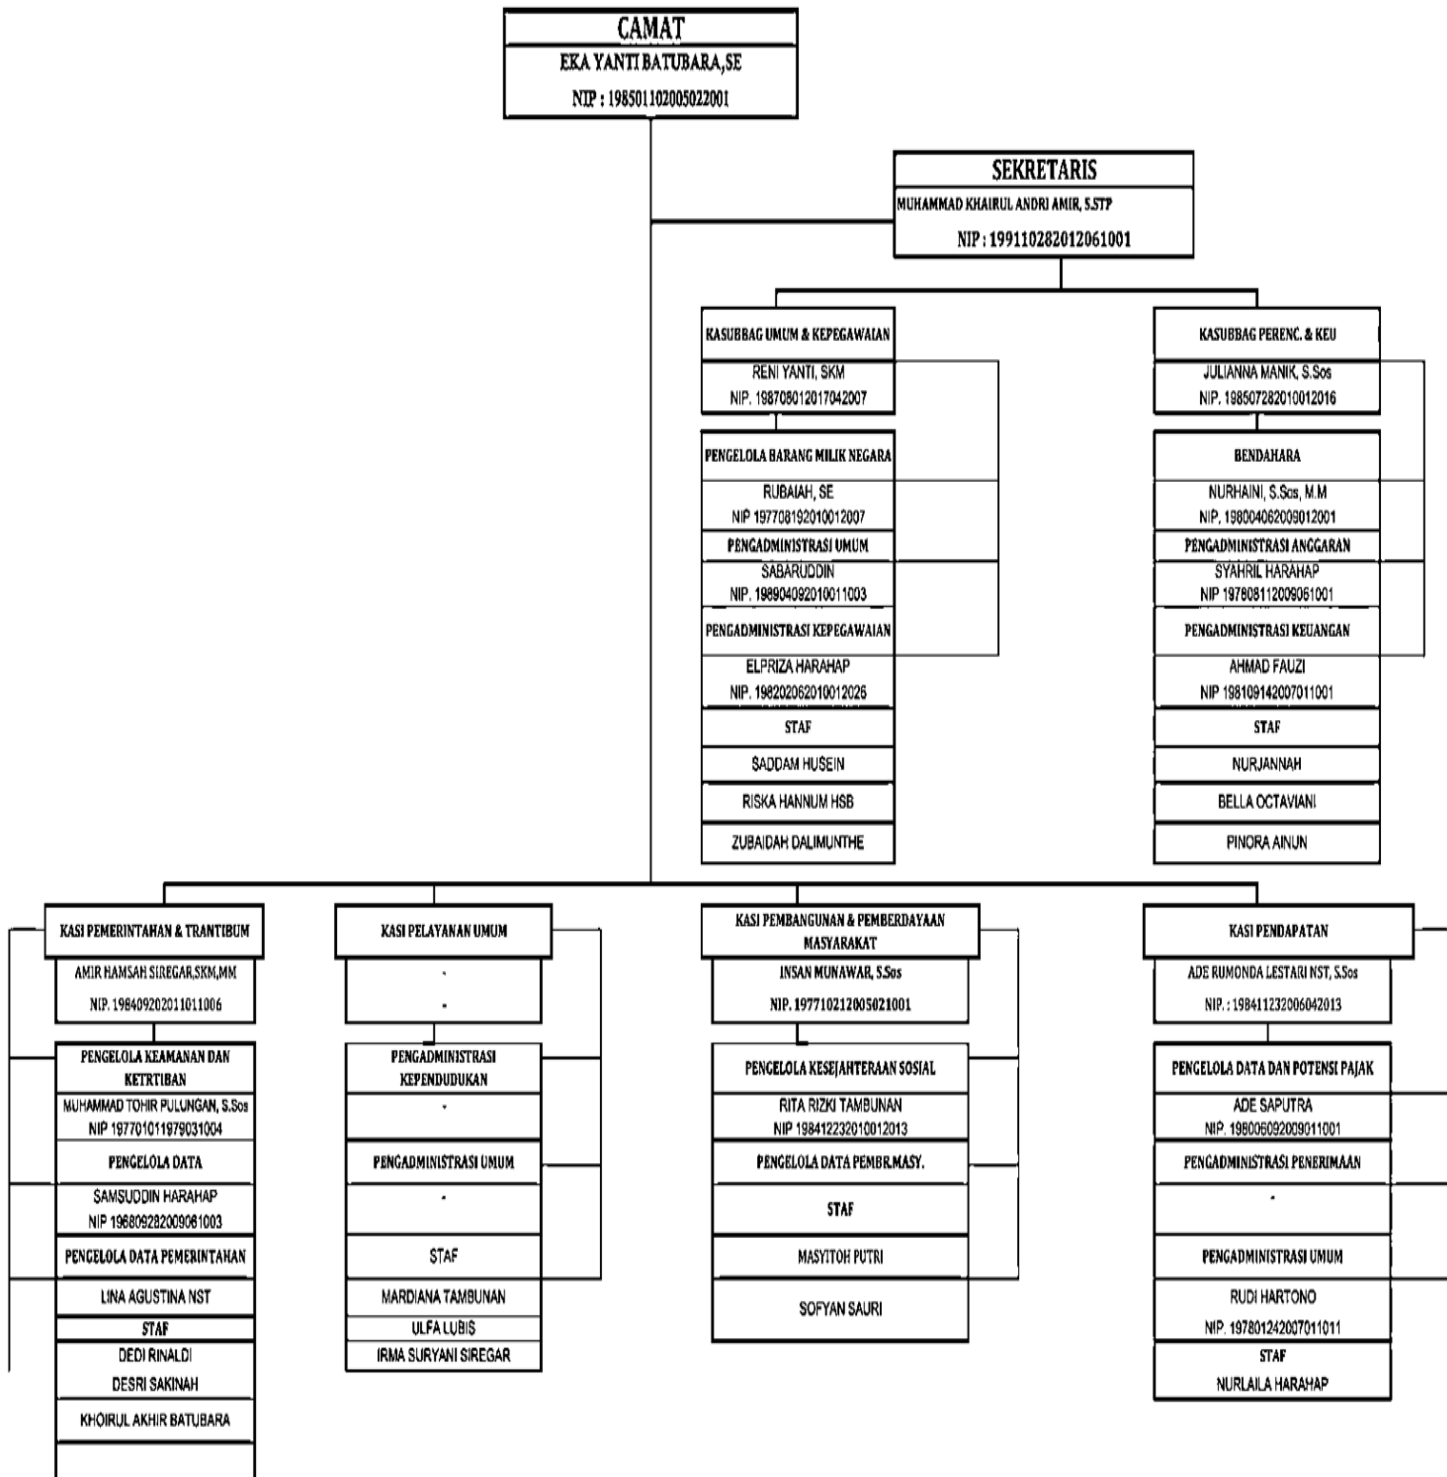 CAMAT
EKA YANTI BATUBARA,SE
NIP : 198501102005022001
SEKRETARIS
MUHAMMAD KHAIRUL ANDRI AMIR, S.STP
NIP : 199110282012061001
KASUBBAG UMUM & KEPEGAWAIAN
RENI YANTI, SKM
NIP. 198705012017042007
PENGELOLA BARANG MILIK NEGARA
RUBAIAH, SE
NIP 197708192010012007
PENGADMINISTRASI UMUM
SABARUDDIN
NIP. 198904092010011003
PENGADMINISTRASI KEPEGAWAIAN
ELPRIZA HARAHAP
NIP. 198202062010012026
STAF
SADDAM HUSEIN
RISKA HANNUM HSB
ZUBAIDAH DALIMUNTHE
KASUBBAG PERENC. & KEU
JULIANNA MANIK, S.Sos
NIP. 198507282010012016
BENDAHARA
NURHAINI, S.Sos, M.M
NIP. 198004062009012001
PENGADMINISTRASI ANGGARAN
SYAHRIL HARAHAP
NIP 197808112009061001
PENGADMINISTRASI KEUANGAN
AHMAD FAUZI
NIP 198109142007011001
STAF
NURJANNAH
BELLA OCTAVIANI
PINORA AINUN
KASI PEMERINTAHAN & TRANTIBUM
AMIR HAMSAH SIREGAR,SKM,MM
NIP. 198409202011011006
PENGELOLA KEAMANAN DAN
KETRTIBAN
MUHAMMAD TOHIR PULUNGAN, S.Sos
NIP 197701011979031004
PENGELOLA DATA
SAMSUDDIN HARAHAP
NIP 196809282009061003
PENGELOLA DATA PEMERINTAHAN
LINA AGUSTINA NST
STAF
DEDI RINALDI
DESRI SAKINAH
KHOIRUL AKHIR BATUBARA
KASI PELAYANAN UMUM
-
-
PENGADMINISTRASI
KEPENDUDUKAN
-
PENGADMINISTRASI UMUM
-
STAF
MARDIANA TAMBUNAN
ULFA LUBIS
IRMA SURYANI SIREGAR
KASI PEMBANGUNAN & PEMBERDAYAAN
MASYARAKAT
INSAN MUNAWAR, S.Sos
NIP. 197710212005021001
PENGELOLA KESEJAHTERAAN SOSIAL
RITA RIZKI TAMBUNAN
NIP 198412232010012013
PENGELOLA DATA PEMBR.MASY.
STAF
MASYITOH PUTRI
SOFYAN SAURI
KASI PENDAPATAN
ADE RUMONDA LESTARI NST, S.Sos
NIP. : 198411232006042013
PENGELOLA DATA DAN POTENSI PAJAK
ADE SAPUTRA
NIP. 198006092009011001
PENGADMINISTRASI PENERIMAAN
-
PENGADMINISTRASI UMUM
RUDI HARTONO
NIP. 197801242007011011
STAF
NURLAILA HARAHAP